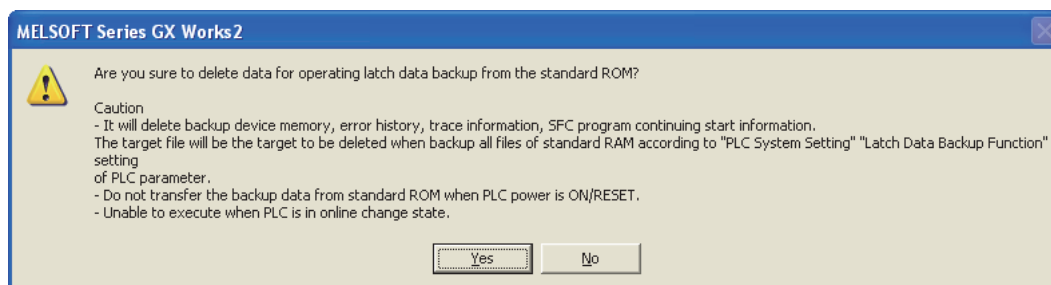 MELSOFT Series GX Works2
Are you sure to delete data for operating latch data backup from the standard ROM?
Caution
- It will delete backup device memory, error history, trace information, SFC program continuing start information.
The target file will be the target to be deleted when backup all files of standard RAM according to "PLC System Setting" "Latch Data Backup Function"
setting
of PLC parameter.
- Do not transfer the backup data from standard ROM when PLC power is ON/RESET.
- Unable to execute when PLC is in online change state.
Yes No